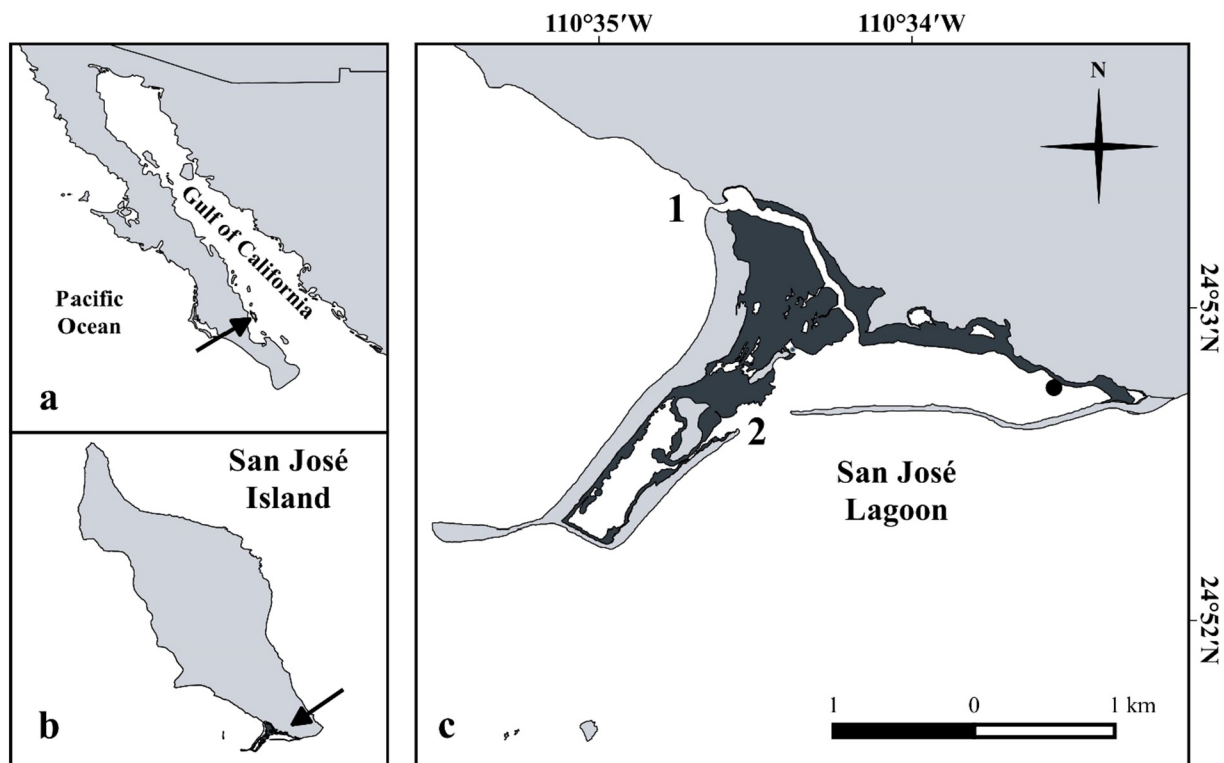 110°35′W
110°34′W
Gulf of California
Pacific
Ocean
a
San José
Island
b
N
1
2
San José
Lagoon
24°53′N
24°52′N
c
1
0
1 km